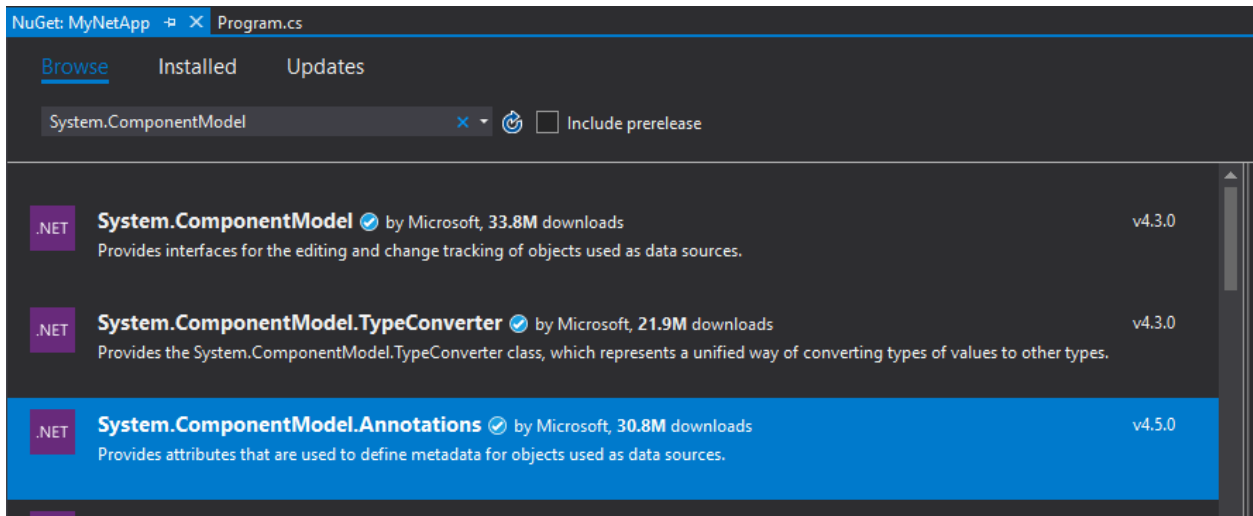 NuGet: MyNetApp Program.cs
Browse Installed Updates
System.ComponentModel Include prerelease
.NET System.ComponentModel by Microsoft, 33.8M downloads v4.3.0
Provides interfaces for the editing and change tracking of objects used as data sources.
.NET System.ComponentModel.TypeConverter by Microsoft, 21.9M downloads v4.3.0
Provides the System.ComponentModel.TypeConverter class, which represents a unified way of converting types of values to other types.
.NET System.ComponentModel.Annotations by Microsoft, 30.8M downloads v4.5.0
Provides attributes that are used to define metadata for objects used as data sources.